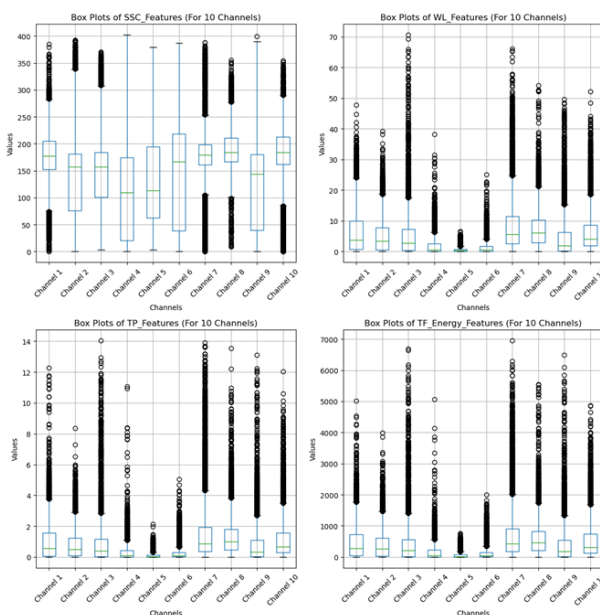 Box Plots of SSC_Features (For 10 Channels)
400
350
300
250
200
150
100
50
0
Values
Channel 1
Channel 2
Channel 3
Channel 4
Channel 5
Channel 6
Channel 7
Channel 8
Channel 9
Channel 10
Channels
Box Plots of WL_Features (For 10 Channels)
70
60
50
40
30
20
10
0
Values
Channel 1
Channel 2
Channel 3
Channel 4
Channel 5
Channel 6
Channel 7
Channel 8
Channel 9
Channel 10
Channels
Box Plots of TP_Features (For 10 Channels)
14
12
10
8
6
4
2
0
Values
Channel 1
Channel 2
Channel 3
Channel 4
Channel 5
Channel 6
Channel 7
Channel 8
Channel 9
Channel 10
Channels
Box Plots of TF_Energy_Features (For 10 Channels)
7000
6000
5000
4000
3000
2000
1000
0
Values
Channel 1
Channel 2
Channel 3
Channel 4
Channel 5
Channel 6
Channel 7
Channel 8
Channel 9
Channel 10
Channels